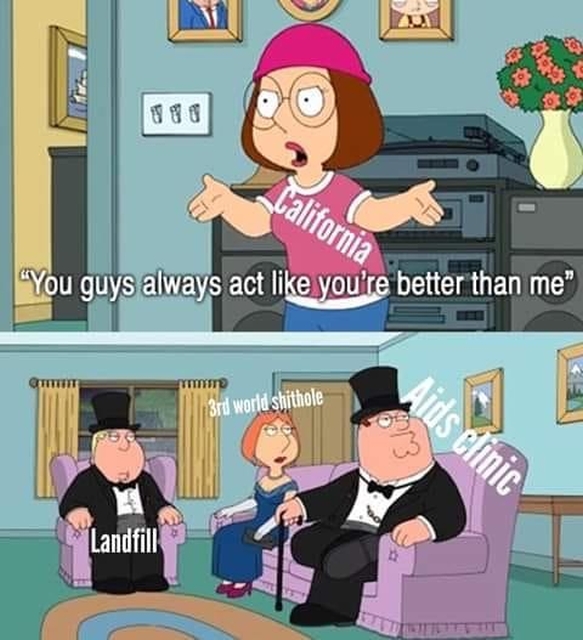 California
“You guys always act like you're better than me”
3rd world shithole
Aids clinic
Landfill